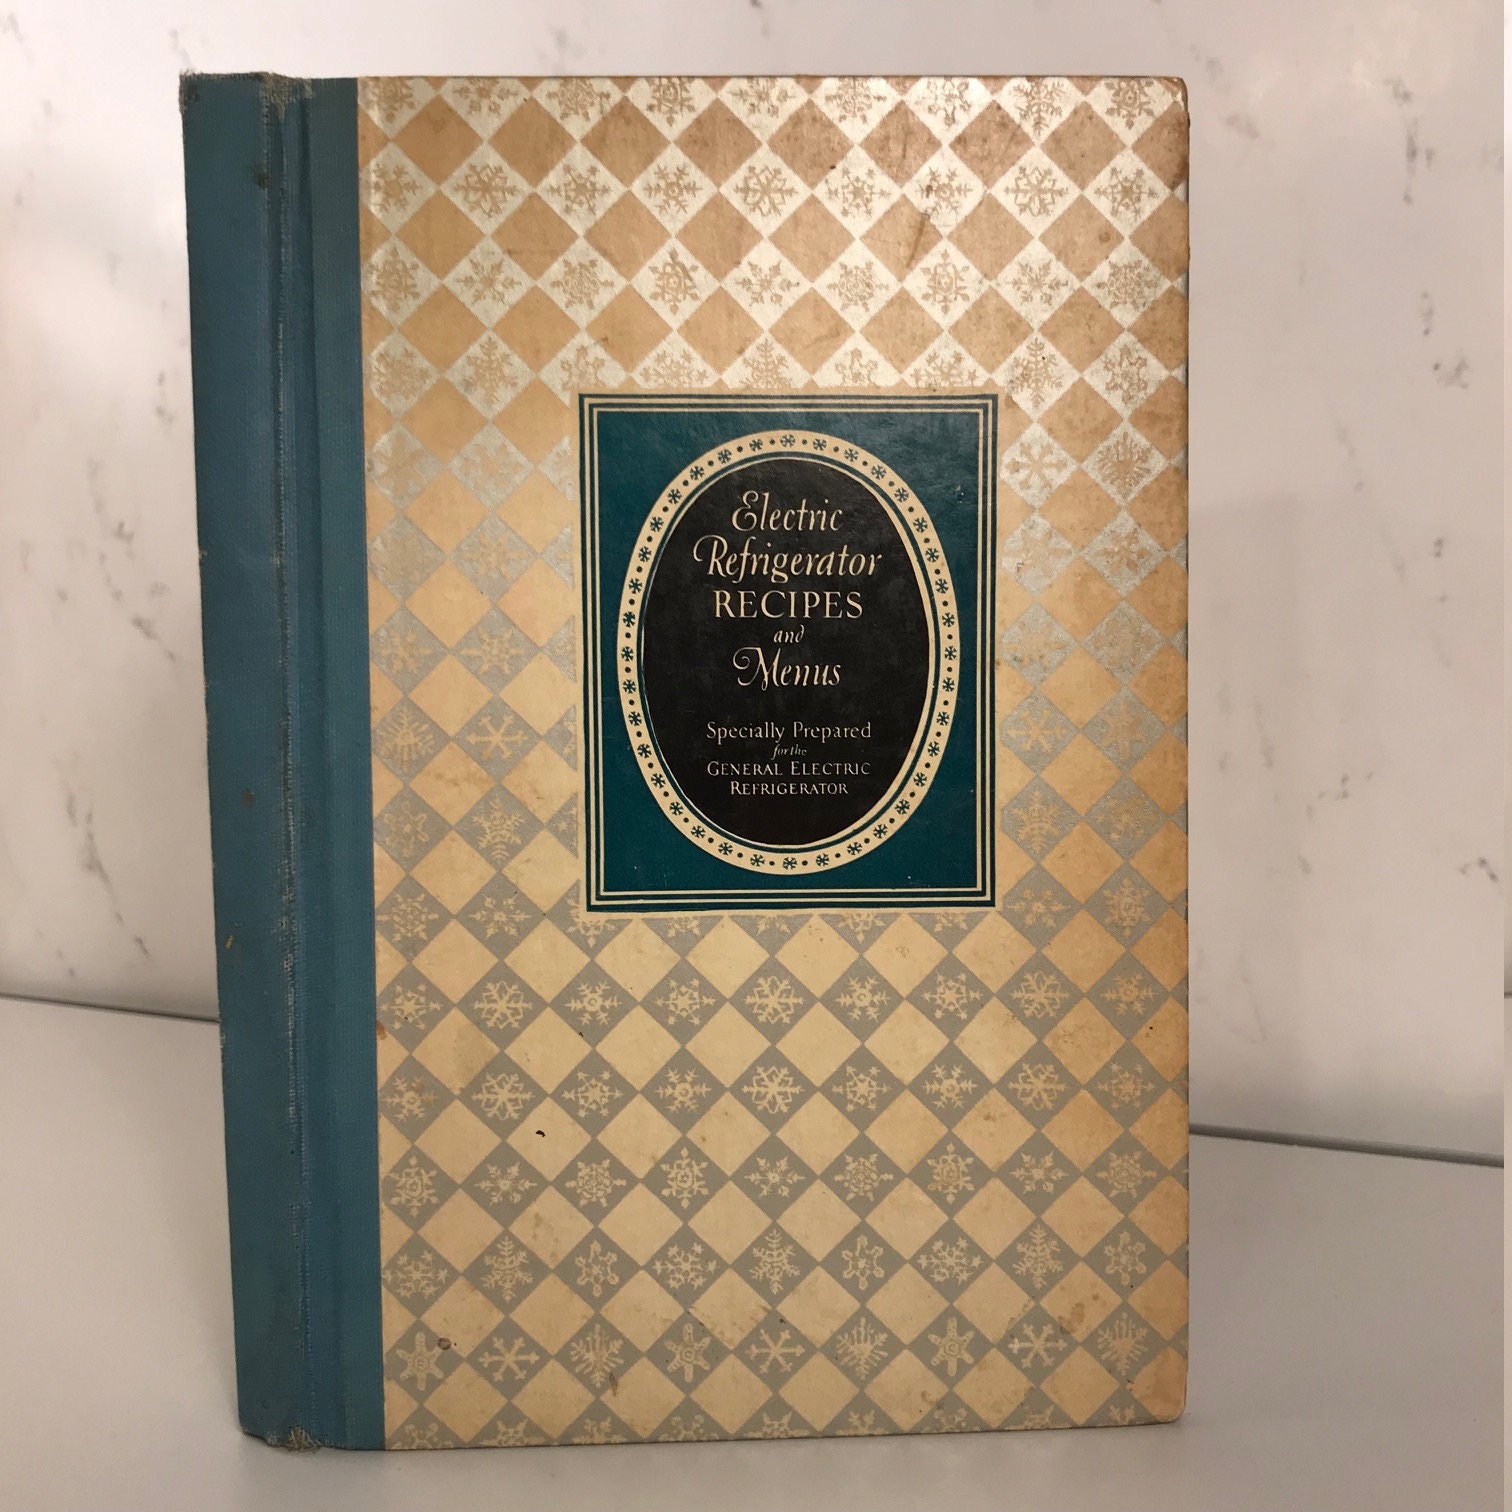 Electric
Refrigerator
RECIPES
and
Menus
Specially Prepared
for the
GENERAL ELECTRIC
REFRIGERATOR